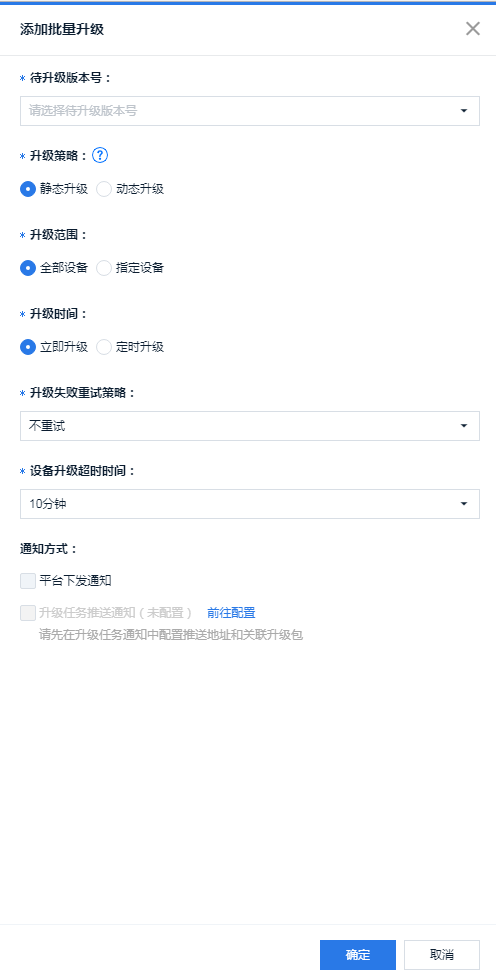 添加批量升级
* 待升级版本号：
请选择待升级版本号
* 升级策略： ?
静态升级 动态升级
* 升级范围：
全部设备 指定设备
* 升级时间：
立即升级 定时升级
* 升级失败重试策略：
不重试
* 设备升级超时时间：
10分钟
通知方式：
平台下发通知
升级任务推送通知（未配置） 前往配置
请先在升级任务通知中配置推送地址和关联升级包
确定 取消